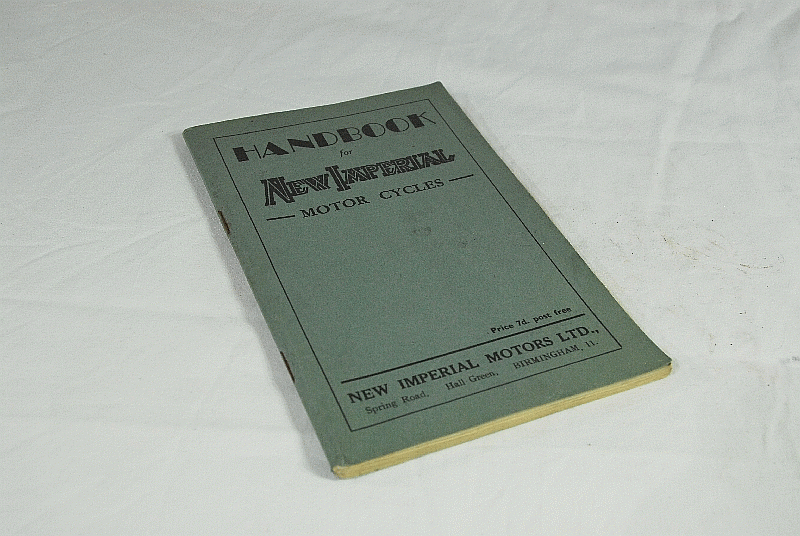 HANDBOOK
for
NEW IMPERIAL
MOTOR CYCLES
Price 7d. post free
NEW IMPERIAL MOTORS LTD.,
Spring Road, Hall Green, BIRMINGHAM, 11.